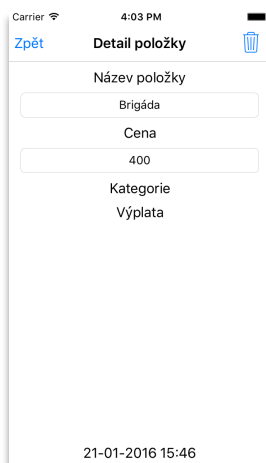 Carrier 4:03 PM
Zpět Detail položky
Název položky
Brigáda
Cena
400
Kategorie
Výplata
21-01-2016 15:46